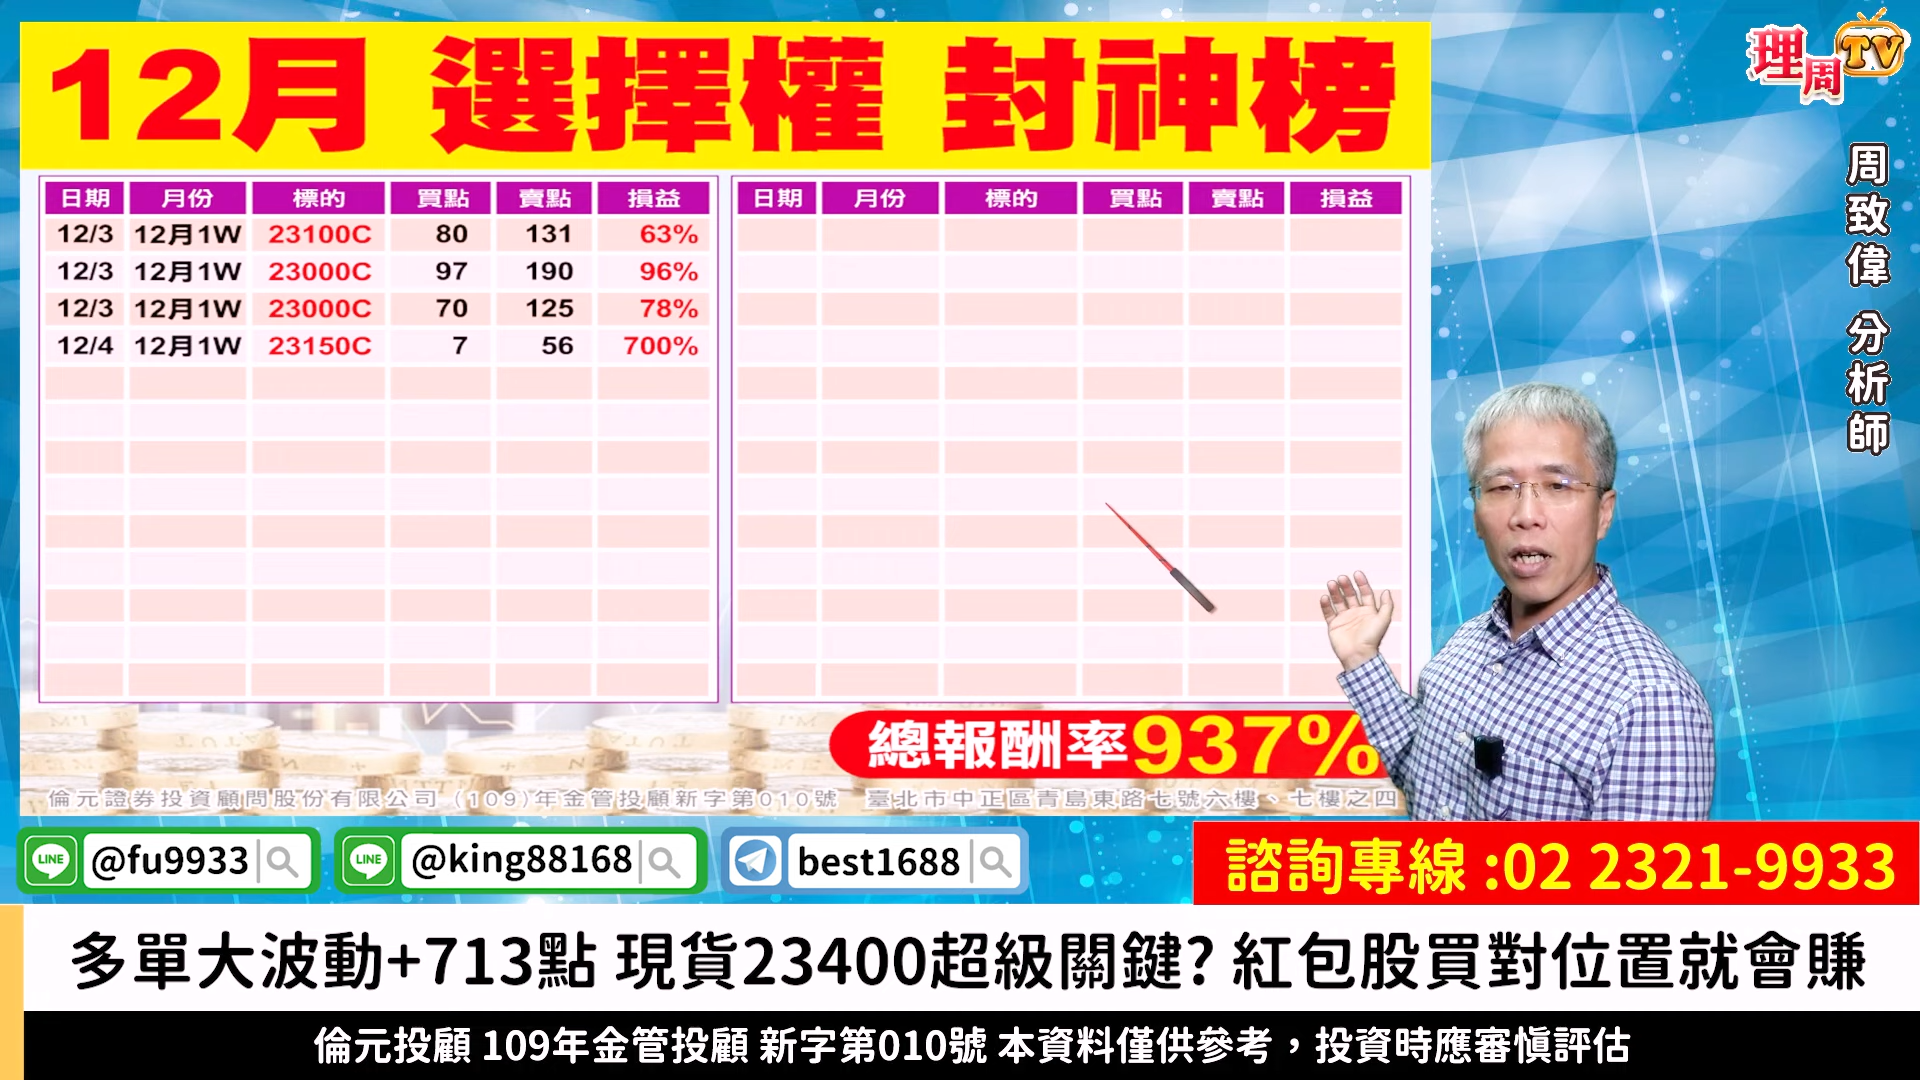 12月 選擇權 封神榜
理周TV
周致偉 分析師
日期 月份 標的 買點 賣點 損益 日期 月份 標的 買點 賣點 損益
12/3 12月1W 23100C 80 131 63%
12/3 12月1W 23000C 97 190 96%
12/3 12月1W 23000C 70 125 78%
12/4 12月1W 23150C 7 56 700%
總報酬率937%
倫元證券投資顧問股份有限公司 (109)年金管投顧新字第010號 臺北市中正區青島東路七號六樓、七樓之四
LINE @fu9933
LINE @king88168
best1688
諮詢專線 :02 2321-9933
多單大波動+713點 現貨23400超級關鍵? 紅包股買對位置就會賺
倫元投顧 109年金管投顧 新字第010號 本資料僅供參考，投資時應審慎評估